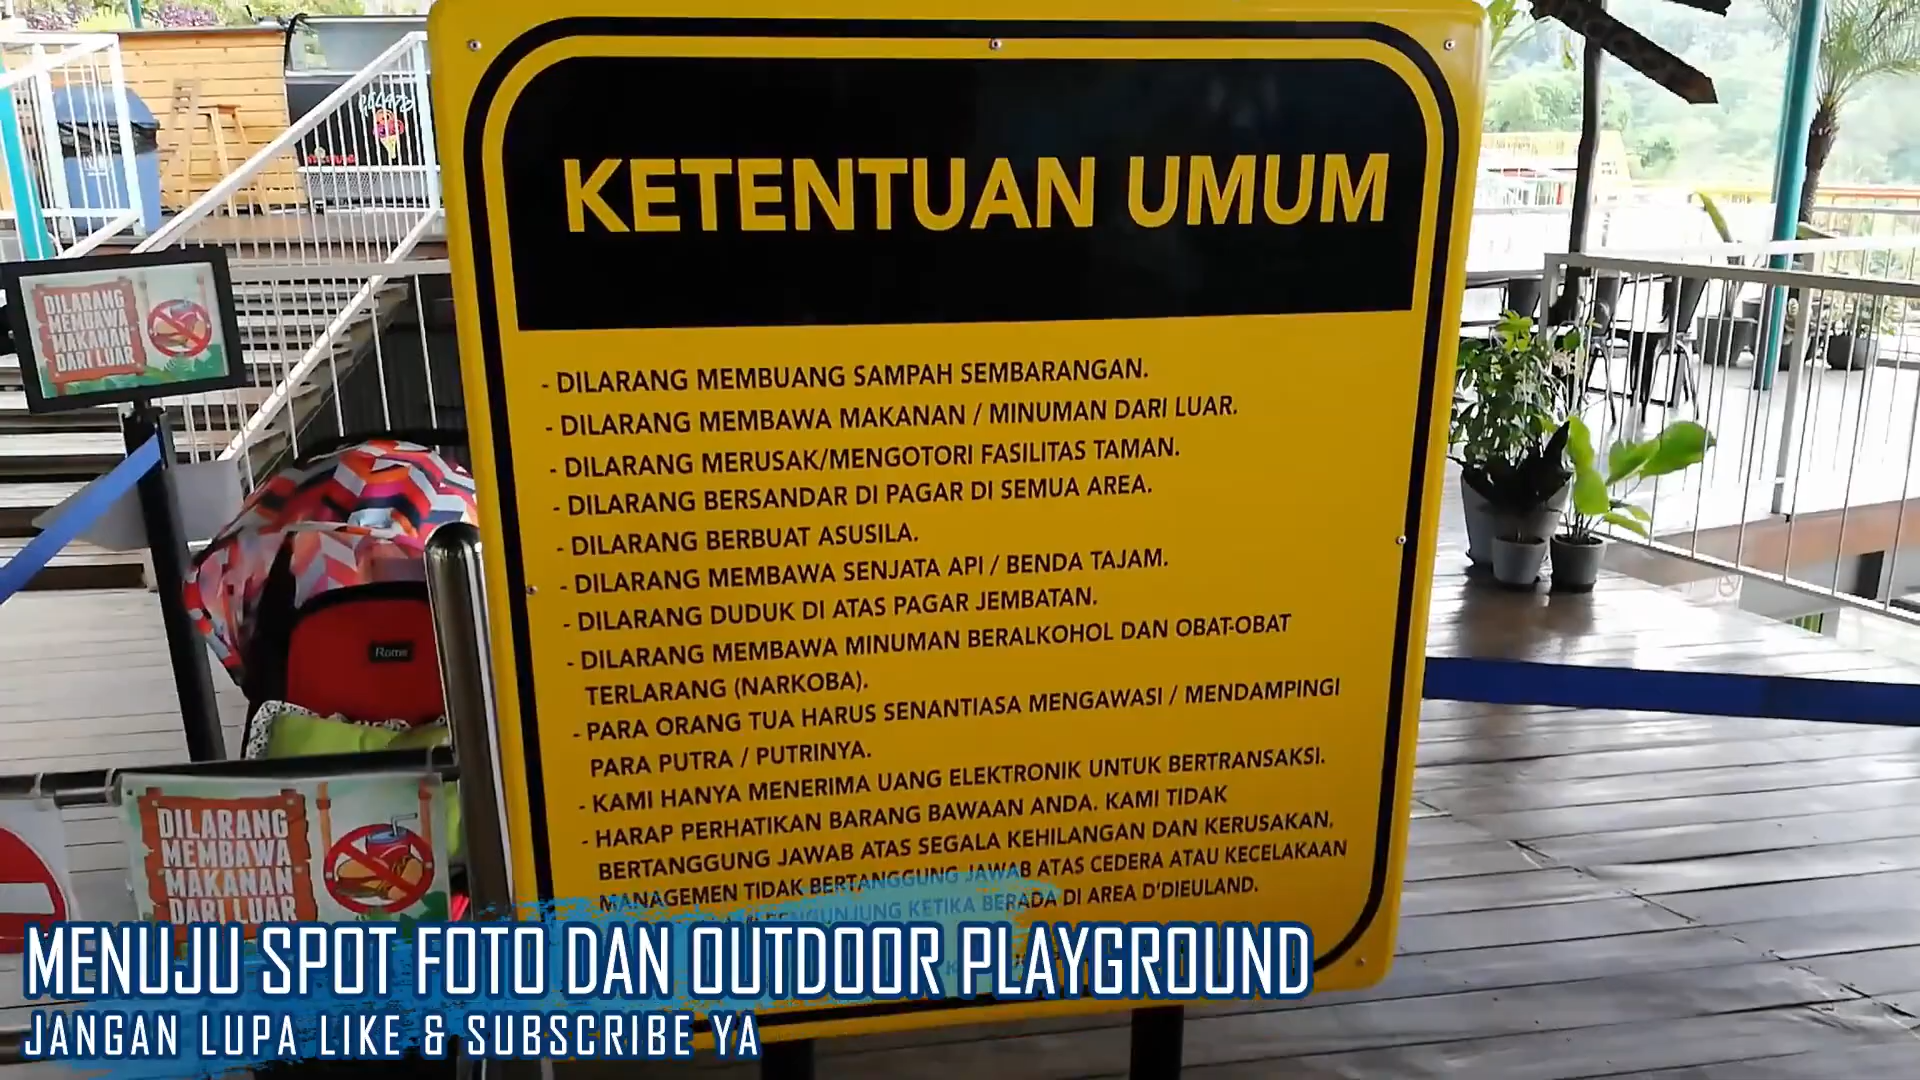 KETENTUAN UMUM
- DILARANG MEMBUANG SAMPAH SEMBARANGAN.
- DILARANG MEMBAWA MAKANAN / MINUMAN DARI LUAR.
- DILARANG MERUSAK/MENGOTORI FASILITAS TAMAN.
- DILARANG BERSANDAR DI PAGAR DI SEMUA AREA.
- DILARANG BERBUAT ASUSILA.
- DILARANG MEMBAWA SENJATA API / BENDA TAJAM.
- DILARANG DUDUK DI ATAS PAGAR JEMBATAN.
- DILARANG MEMBAWA MINUMAN BERALKOHOL DAN OBAT-OBAT
TERLARANG (NARKOBA).
- PARA ORANG TUA HARUS SENANTIASA MENGAWASI / MENDAMPINGI
PARA PUTRA / PUTRINYA.
- KAMI HANYA MENERIMA UANG ELEKTRONIK UNTUK BERTRANSAKSI.
- HARAP PERHATIKAN BARANG BAWAAN ANDA. KAMI TIDAK
BERTANGGUNG JAWAB ATAS SEGALA KEHILANGAN DAN KERUSAKAN,
MANAGEMEN TIDAK BERTANGGUNG JAWAB ATAS CEDERA ATAU KECELAKAAN
PENGUNJUNG KETIKA BERADA DI AREA D'DIEULAND.
DILARANG
MEMBAWA
MAKANAN
DARI LUAR
Rome
DILARANG
MEMBAWA
MAKANAN
DARI LUAR
MENUJU SPOT FOTO DAN OUTDOOR PLAYGROUND
JANGAN LUPA LIKE & SUBSCRIBE YA